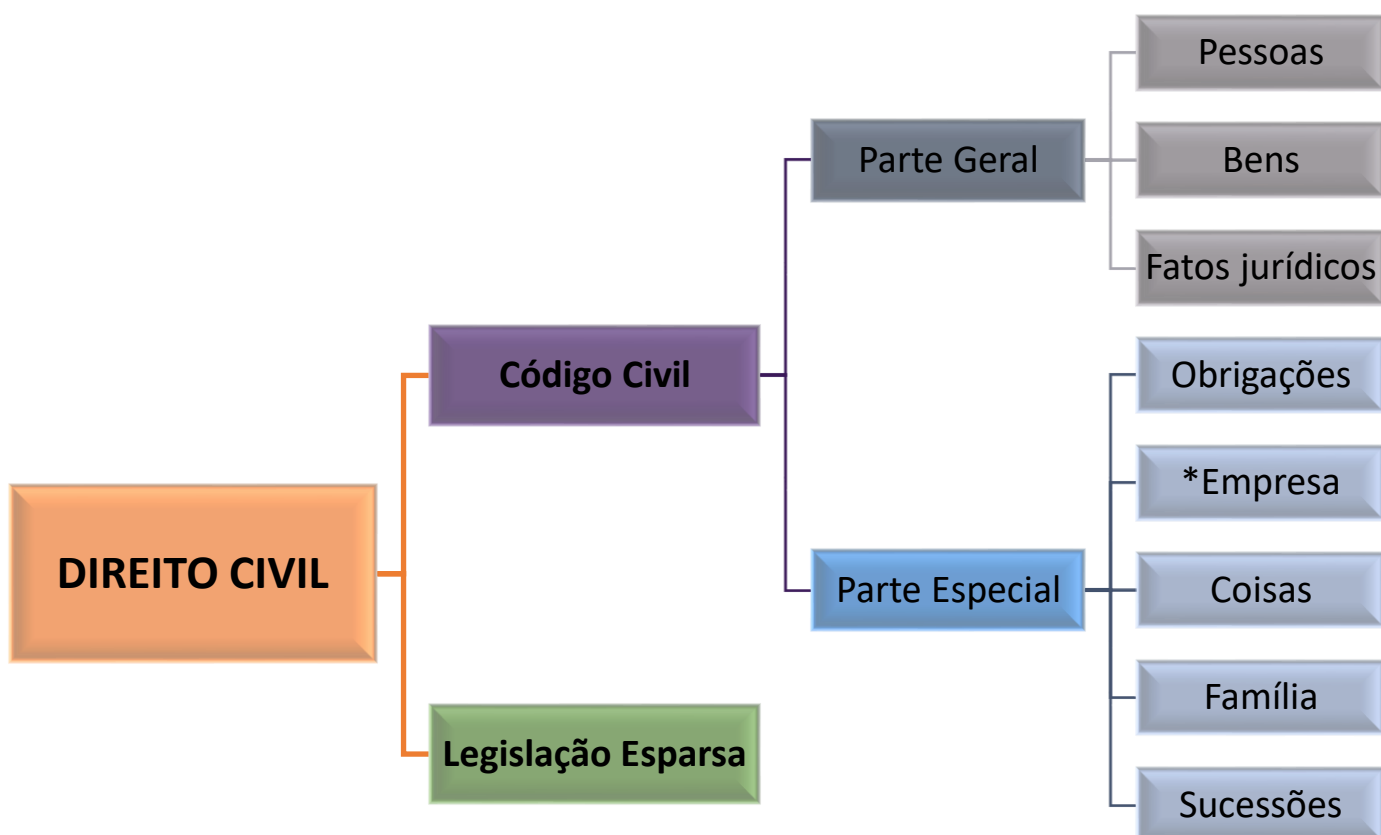 DIREITO CIVIL
Código Civil
Legislação Esparsa
Parte Geral
Parte Especial
Pessoas
Bens
Fatos jurídicos
Obrigações
*Empresa
Coisas
Família
Sucessões